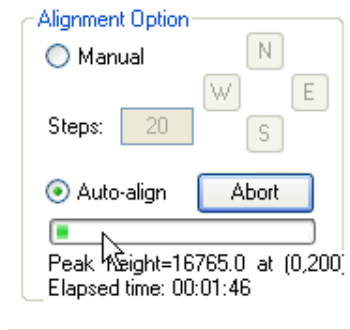 Alignment Option
Manual
N
W
E
Steps: 20
S
Auto-align
Abort
Peak Height=16765.0 at (0,200)
Elapsed time: 00:01:46